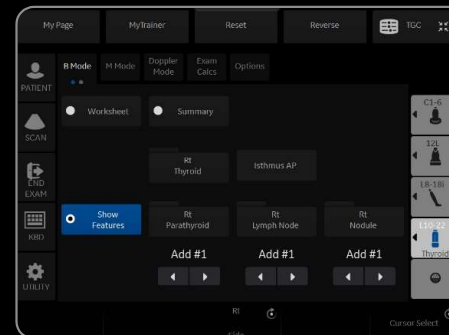 My Page
MyTrainer
Reset
Reverse
TGC
PATIENT
SCAN
END
EXAM
KBD
UTILITY
B Mode
M Mode
Doppler
Mode
Exam
Calcs
Options
Worksheet
Summary
Rt
Thyroid
Isthmus AP
Show
Features
Rt
Parathyroid
Rt
Lymph Node
Rt
Nodule
Add #1
Add #1
Add #1
C1-6
12L
L8-18i
L10-22
Thyroid
Rt
Side
Cursor Select